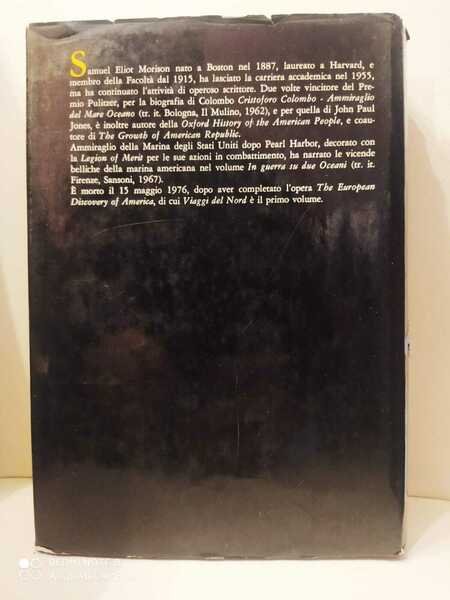 Samuel Eliot Morison nato a Boston nel 1887, laureato a Harvard, e
membro della Facoltà dal 1915, ha lasciato la carriera accademica nel 1955,
ma ha continuato l'attività di operoso scrittore. Due volte vincitore del Pre-
mio Pulitzer, per la biografia di Colombo Cristoforo Colombo - Ammiraglio
del Mare Oceano (tr. it. Bologna, Il Mulino, 1962), e per quella di John Paul
Jones, è inoltre autore della Oxford History of the American People, e coau-
tore di The Growth of American Republic.
Ammiraglio della Marina degli Stati Uniti dopo Pearl Harbor, decorato con
la Legion of Merit per le sue azioni in combattimento, ha narrato le vicende
belliche della marina americana nel volume In guerra su due Oceani (tr. it.
Firenze, Sansoni, 1967).
È morto il 15 maggio 1976, dopo aver completato l'opera The European
Discovery of America, di cui Viaggi del Nord è il primo volume.